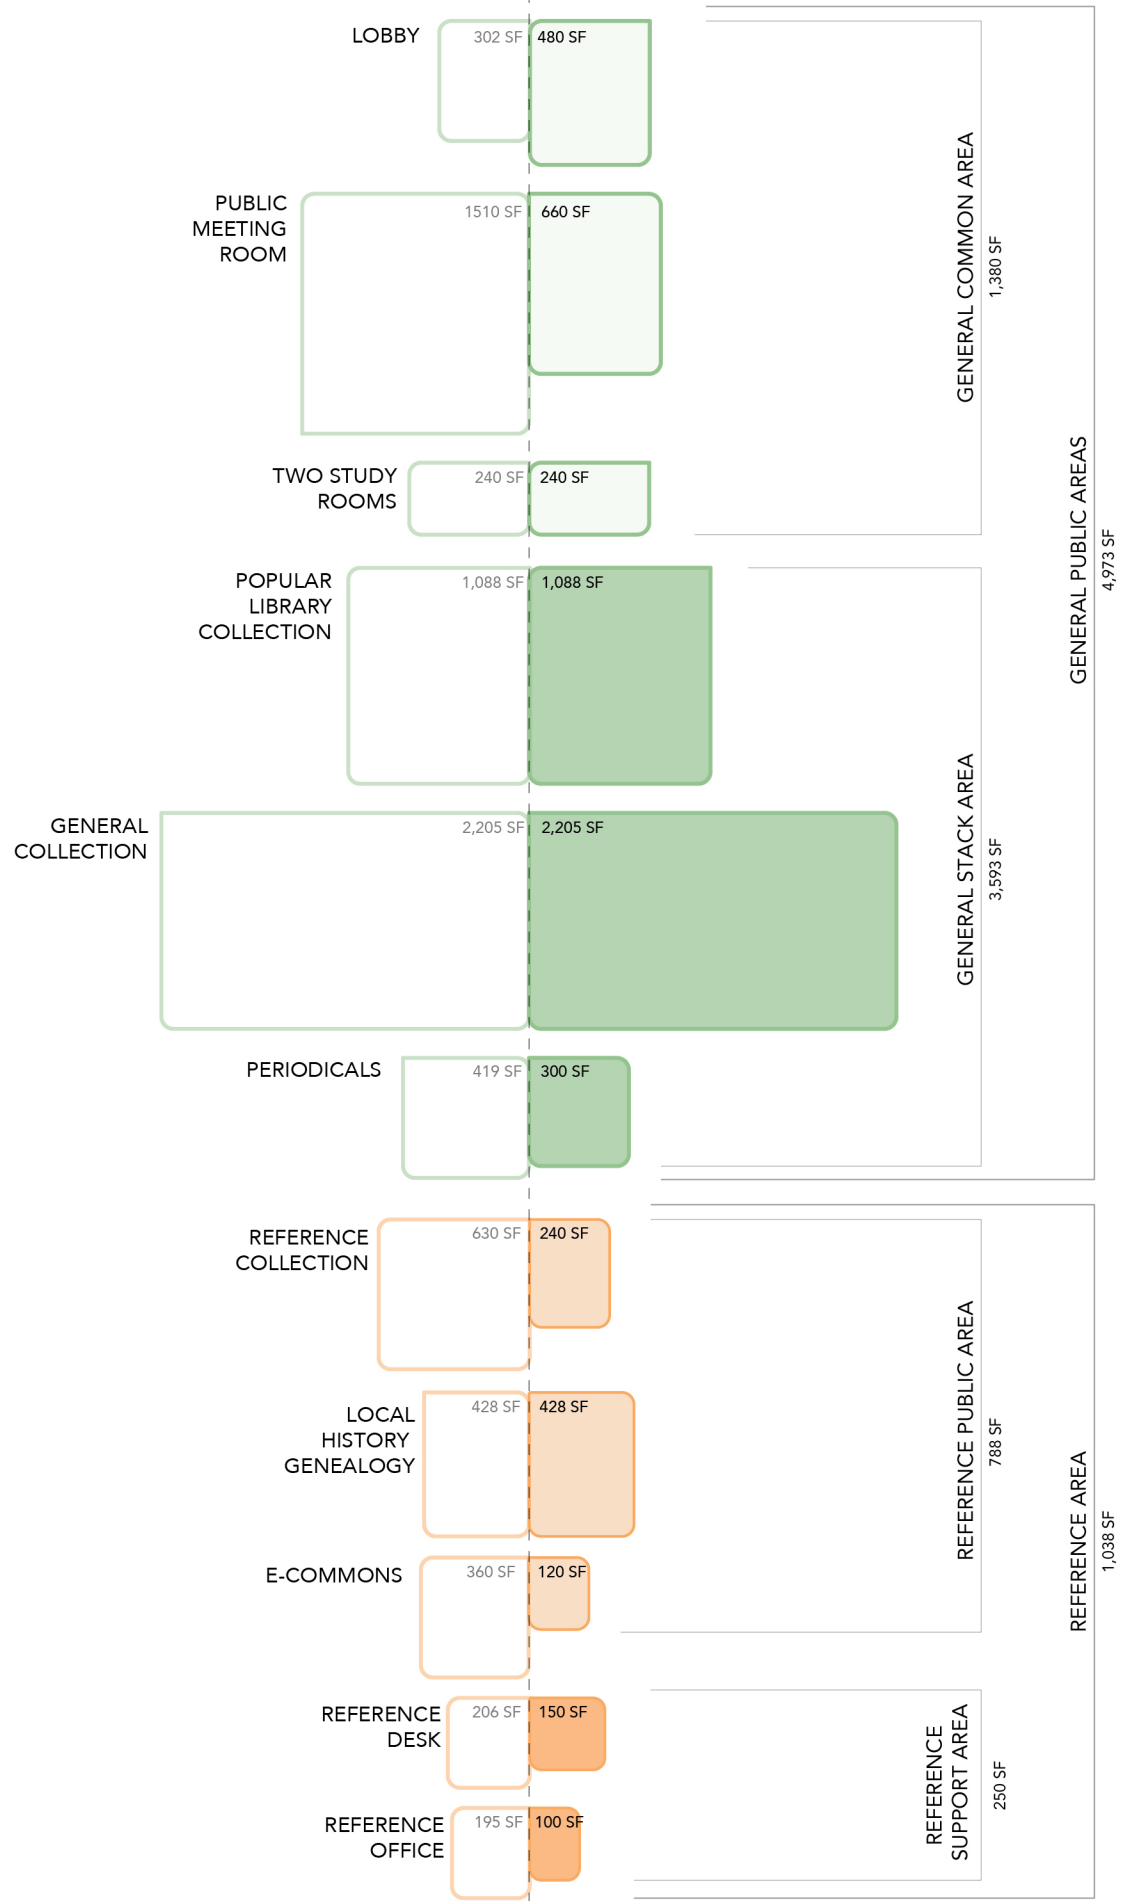 LOBBY
302 SF
480 SF
PUBLIC
MEETING
ROOM
1510 SF
660 SF
TWO STUDY
ROOMS
240 SF
240 SF
GENERAL COMMON AREA
1,380 SF
POPULAR
LIBRARY
COLLECTION
1,088 SF
1,088 SF
GENERAL
COLLECTION
2,205 SF
2,205 SF
PERIODICALS
419 SF
300 SF
GENERAL STACK AREA
3,593 SF
GENERAL PUBLIC AREAS
4,973 SF
REFERENCE
COLLECTION
630 SF
240 SF
LOCAL
HISTORY
GENEALOGY
428 SF
428 SF
E-COMMONS
360 SF
120 SF
REFERENCE PUBLIC AREA
788 SF
REFERENCE
DESK
206 SF
150 SF
REFERENCE
OFFICE
195 SF
100 SF
REFERENCE
SUPPORT AREA
250 SF
REFERENCE AREA
1,038 SF